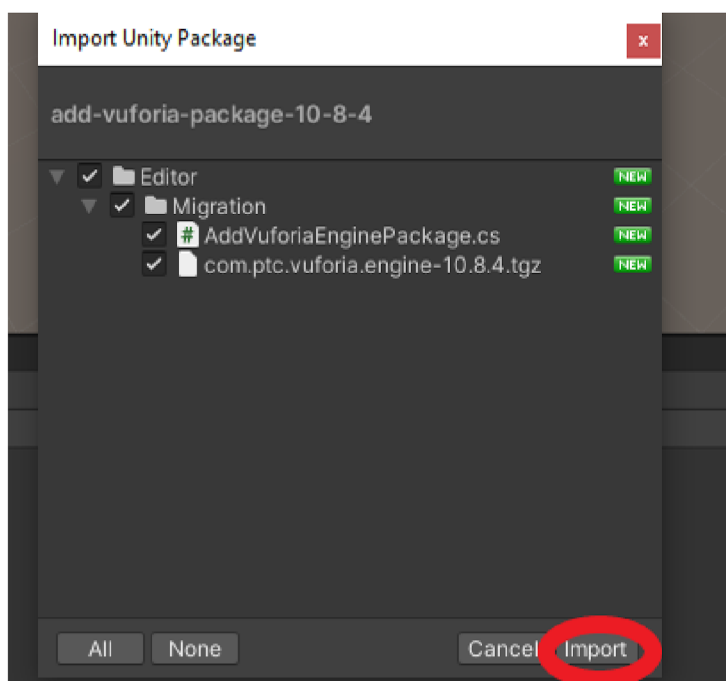 Import Unity Package
x
add-vuforia-package-10-8-4
Editor NEW
Migration NEW
# AddVuforiaEnginePackage.cs NEW
com.ptc.vuforia.engine-10.8.4.tgz NEW
All None Cancel Import